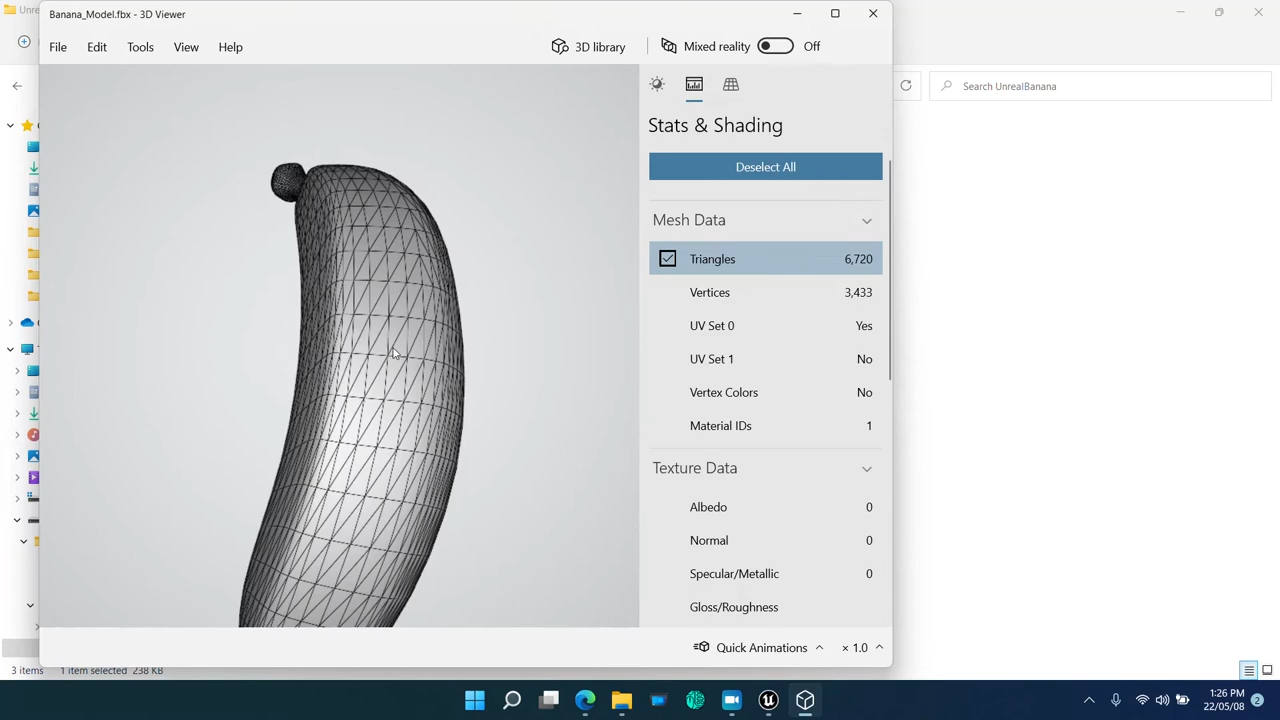 Unre
Banana_Model.fbx - 3D Viewer
File Edit Tools View Help
3D library
Mixed reality Off
Search UnrealBanana
Stats & Shading
Deselect All
Mesh Data
Triangles 6,720
Vertices 3,433
UV Set 0 Yes
UV Set 1 No
Vertex Colors No
Material IDs 1
Texture Data
Albedo 0
Normal 0
Specular/Metallic 0
Gloss/Roughness
Quick Animations × 1.0
3 items 1 item selected 238 KB
1:26 PM
22/05/08
2